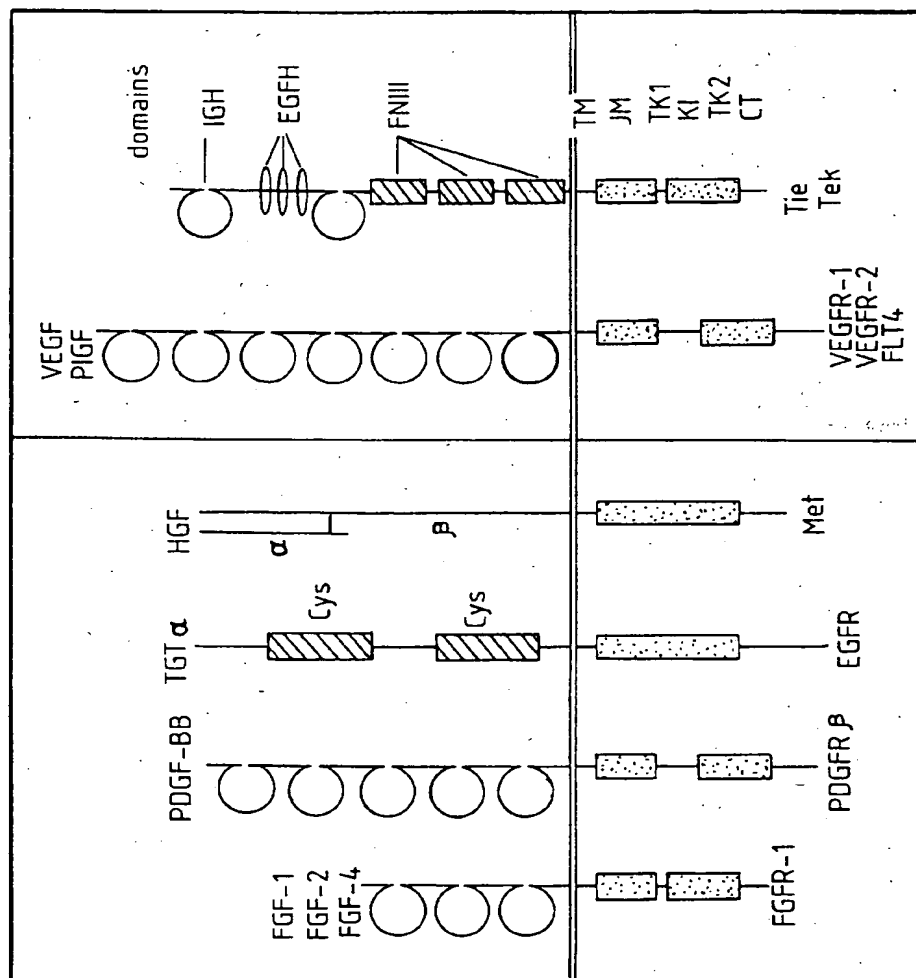 FGF-1
FGF-2
FGF-4
PDGF-BB
TGTα
HGF
VEGF
PlGF
domains
IGH
EGFH
FNIII
Cys
Cys
α
β
TM
JM
TK1
KI
TK2
CT
FGFR-1
PDGFRβ
EGFR
Met
VEGFR-1
VEGFR-2
FLT4
Tie
Tek